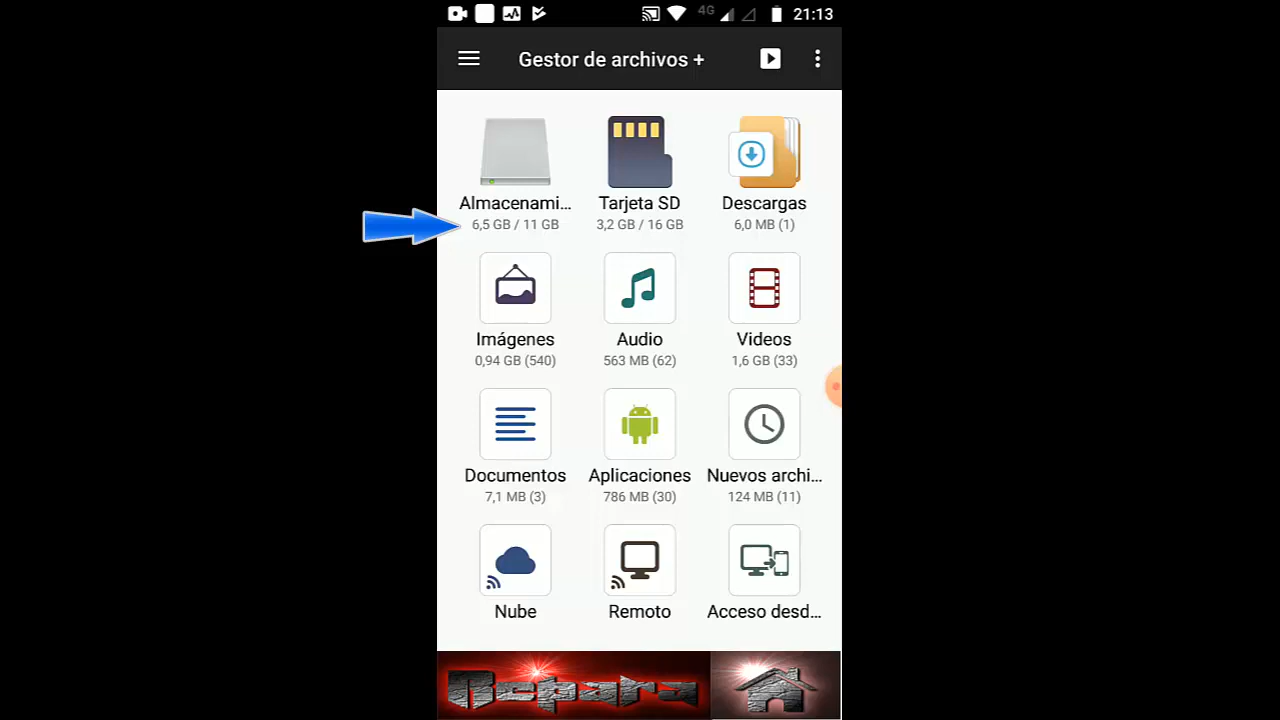 4G 21:13
Gestor de archivos +
Almacenami... Tarjeta SD Descargas
6,5 GB / 11 GB 3,2 GB / 16 GB 6,0 MB (1)
Imágenes Audio Videos
0,94 GB (540) 563 MB (62) 1,6 GB (33)
Documentos Aplicaciones Nuevos archi...
7,1 MB (3) 786 MB (30) 124 MB (11)
Nube Remoto Acceso desd...
Repara